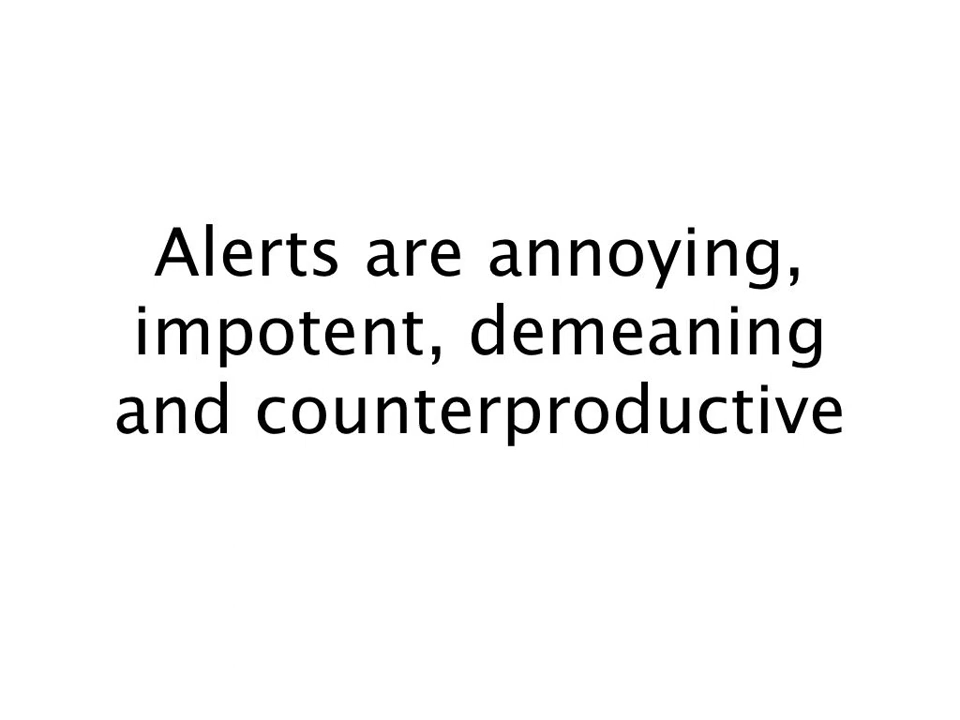 Alerts are annoying,
impotent, demeaning
and counterproductive